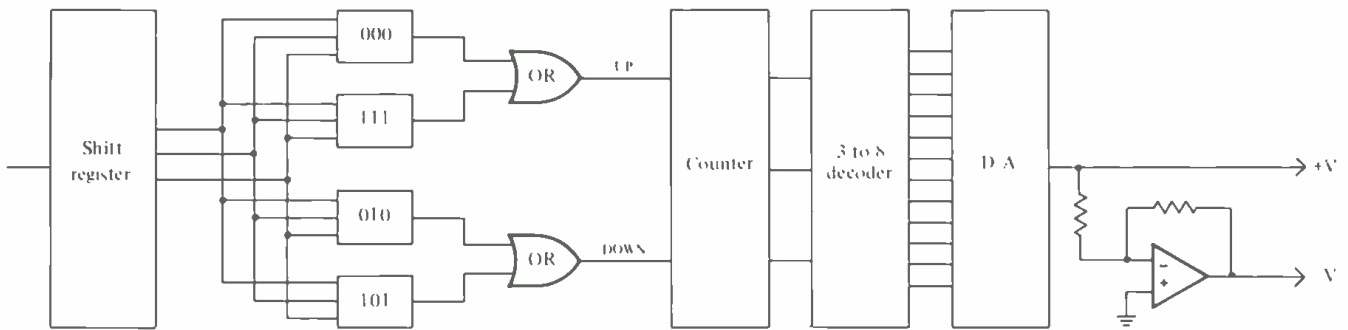 Shift
register
000
111
010
101
OR
OR
UP
DOWN
Counter
3 to 8
decoder
D A
+V
V
-
+